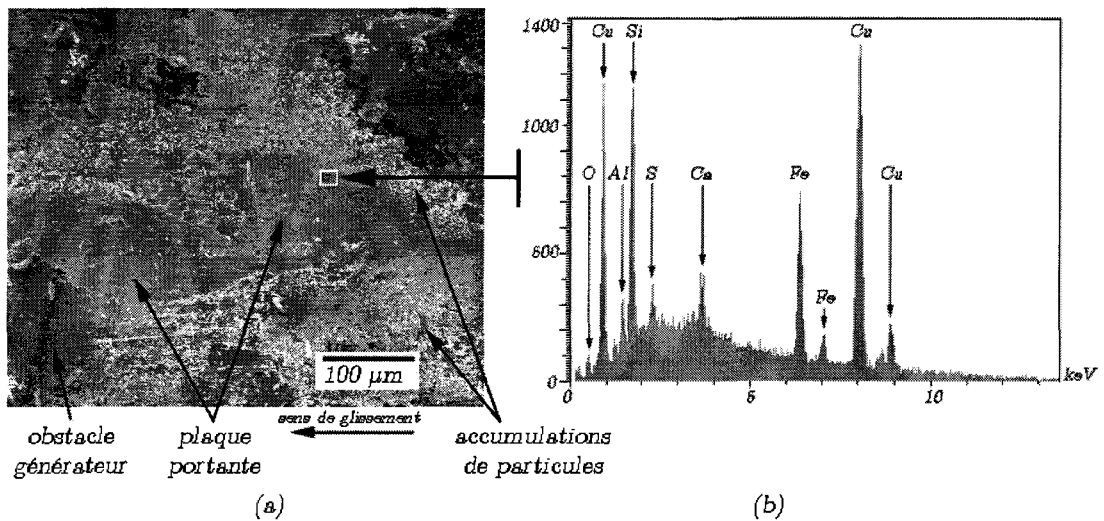 1400
1000
500
0
Cu
Si
Cu
O
Al
S
Ca
Fe
Cu
Fe
0
5
10
keV
100 µm
sens de glissement
obstacle
générateur
plaque
portante
accumulations
de particules
(a)
(b)